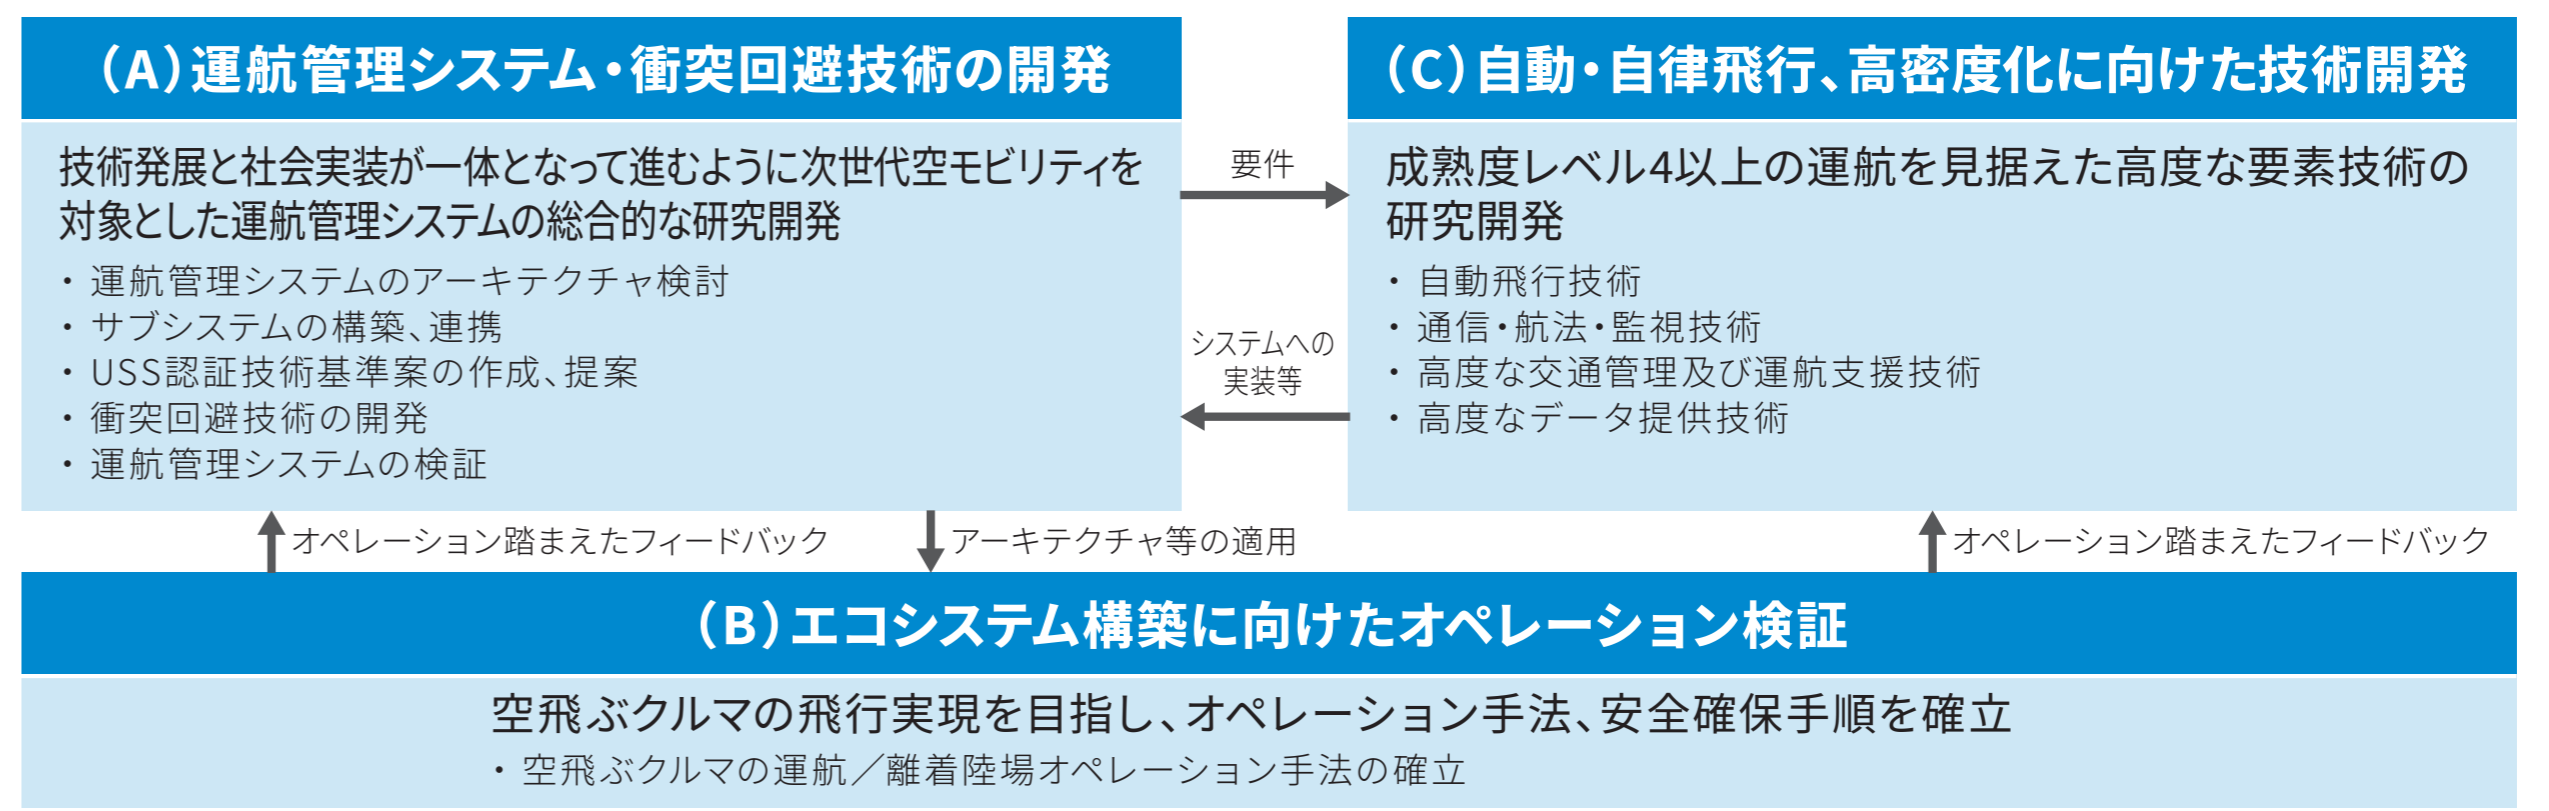 （A）運航管理システム・衝突回避技術の開発
技術発展と社会実装が一体となって進むように次世代空モビリティを
対象とした運航管理システムの総合的な研究開発
・ 運航管理システムのアーキテクチャ検討
・ サブシステムの構築、連携
・ USS認証技術基準案の作成、提案
・ 衝突回避技術の開発
・ 運航管理システムの検証
要件
システムへの
実装等
（C）自動・自律飛行、高密度化に向けた技術開発
成熟度レベル4以上の運航を見据えた高度な要素技術の
研究開発
・ 自動飛行技術
・ 通信・航法・監視技術
・ 高度な交通管理及び運航支援技術
・ 高度なデータ提供技術
オペレーション踏まえたフィードバック
アーキテクチャ等の適用
オペレーション踏まえたフィードバック
（B）エコシステム構築に向けたオペレーション検証
空飛ぶクルマの飛行実現を目指し、オペレーション手法、安全確保手順を確立
・ 空飛ぶクルマの運航／離着陸場オペレーション手法の確立